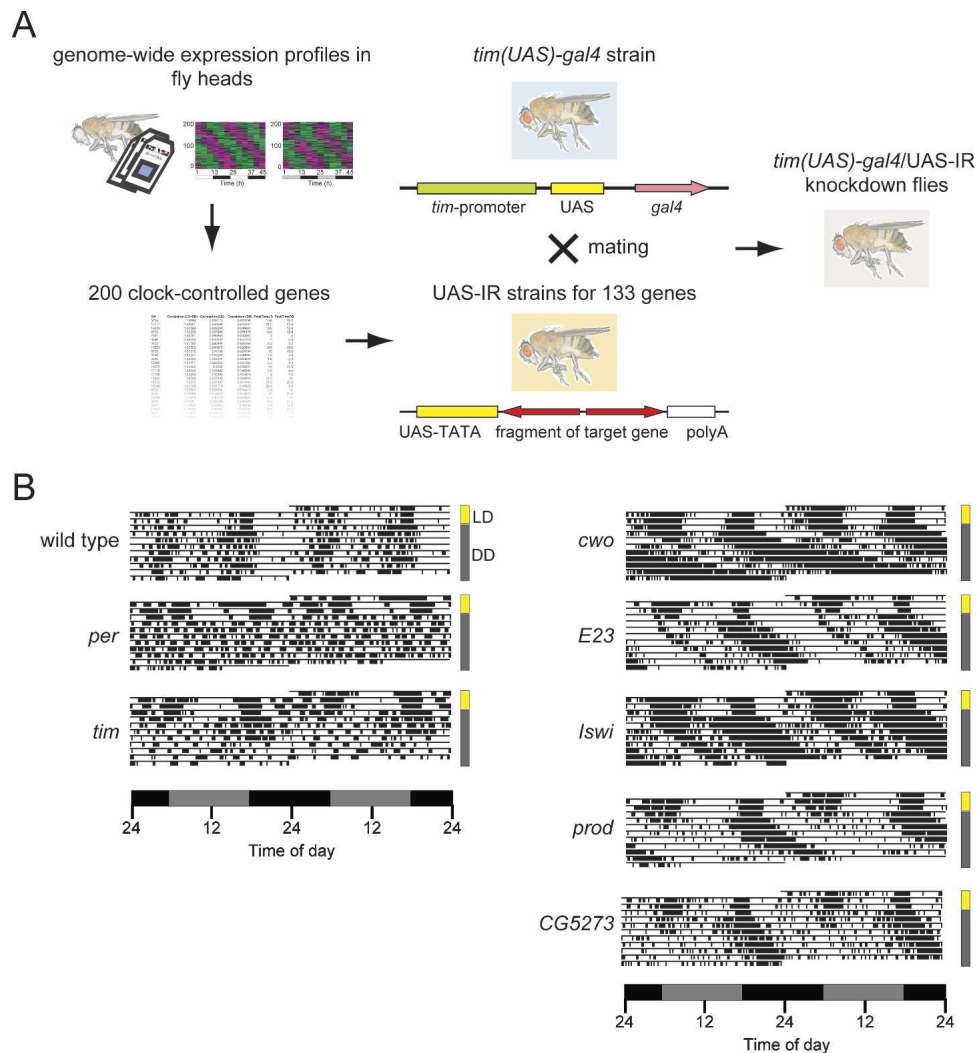 A
genome-wide expression profiles in
fly heads
200
0
1 13 25 37 45
Time (h)
200
0
1 13 25 37 45
Time (h)
tim(UAS)-gal4 strain
tim-promoter UAS gal4
mating
tim(UAS)-gal4/UAS-IR
knockdown flies
200 clock-controlled genes
UAS-IR strains for 133 genes
UAS-TATA fragment of target gene polyA
B
wild type
LD
DD
per
tim
24 12 24 12 24
Time of day
cwo
E23
Iswi
prod
CG5273
24 12 24 12 24
Time of day